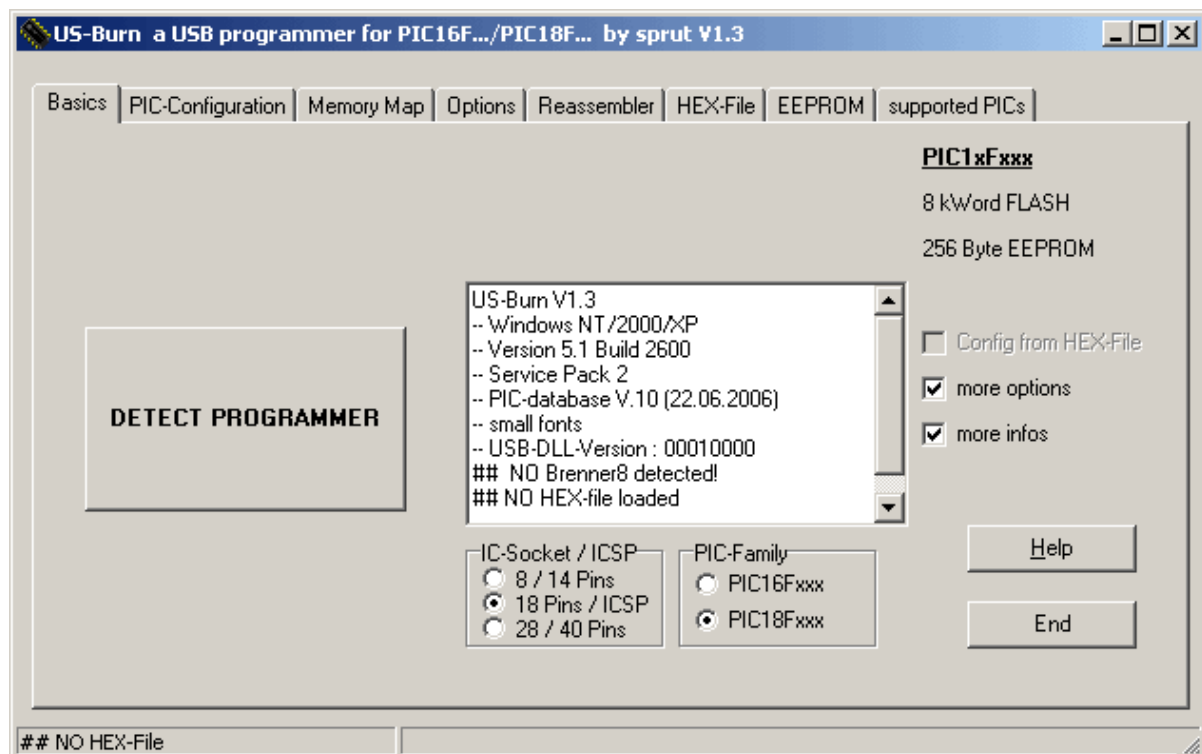 US-Burn  a USB programmer for PIC16F.../PIC18F...  by sprut V1.3
Basics
PIC-Configuration
Memory Map
Options
Reassembler
HEX-File
EEPROM
supported PICs
PIC1xFxxx
8 kWord FLASH
256 Byte EEPROM
DETECT PROGRAMMER
US-Burn V1.3
-- Windows NT/2000/XP
-- Version 5.1 Build 2600
-- Service Pack 2
-- PIC-database V.10 (22.06.2006)
-- small fonts
-- USB-DLL-Version : 00010000
##  NO Brenner8 detected!
## NO HEX-file loaded
Config from HEX-File
more options
more infos
IC-Socket / ICSP
8 / 14 Pins
18 Pins / ICSP
28 / 40 Pins
PIC-Family
PIC16Fxxx
PIC18Fxxx
Help
End
## NO HEX-File